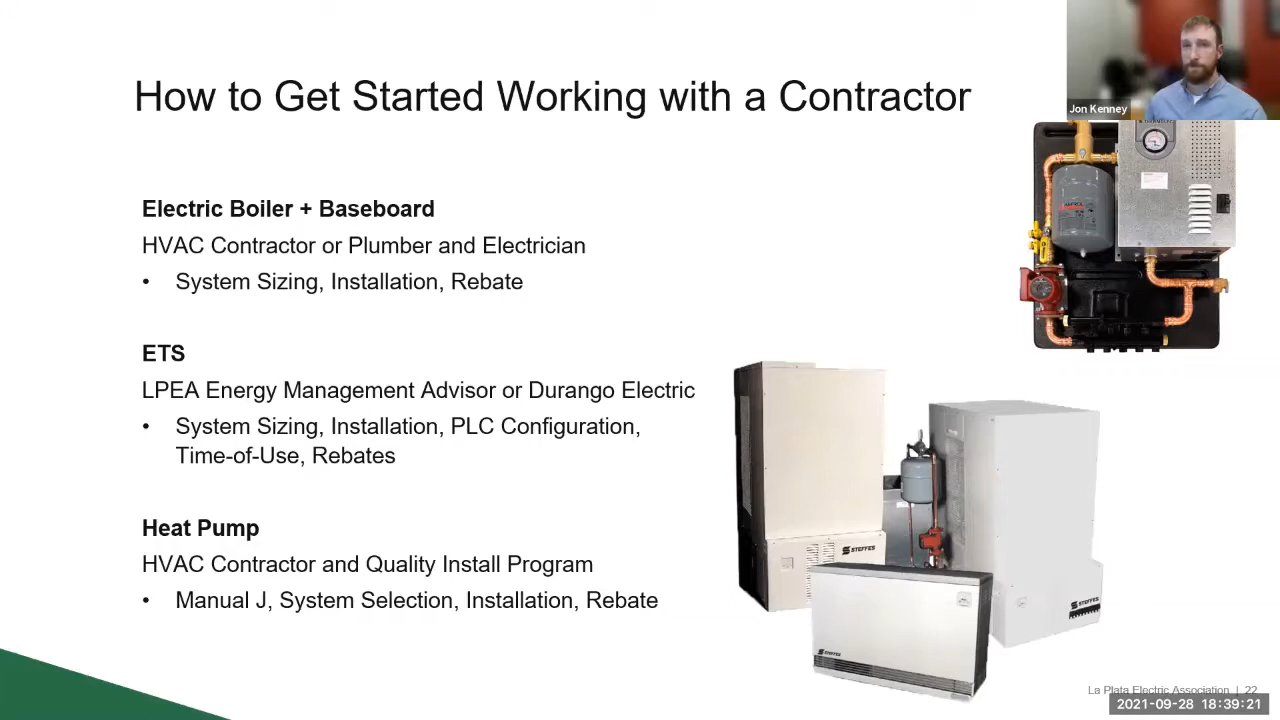 How to Get Started Working with a Contractor
Jon Kenney
Electric Boiler + Baseboard
HVAC Contractor or Plumber and Electrician
• System Sizing, Installation, Rebate
ETS
LPEA Energy Management Advisor or Durango Electric
• System Sizing, Installation, PLC Configuration,
Time-of-Use, Rebates
Heat Pump
HVAC Contractor and Quality Install Program
• Manual J, System Selection, Installation, Rebate
STEFFES
STEFFES
STEFFES
La Plata Electric Association | 22
2021-09-28 18:39:21